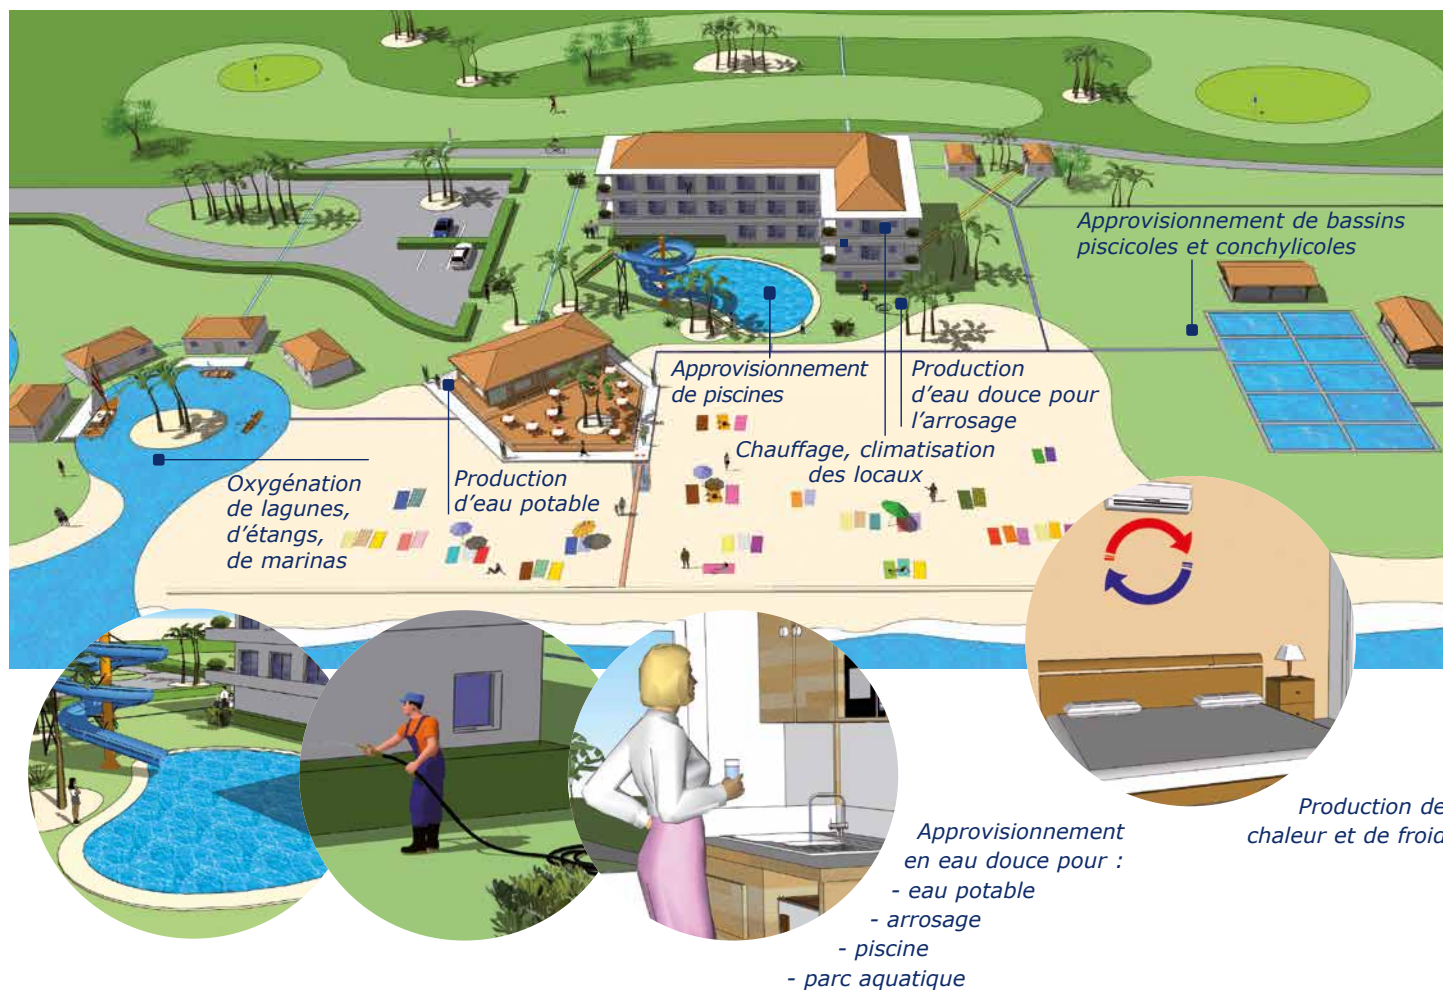 Approvisionnement de bassins
piscicoles et conchylicoles
Approvisionnement
de piscines
Production
d’eau douce pour
l’arrosage
Chauffage, climatisation
des locaux
Oxygénation
de lagunes,
d’étangs,
de marinas
Production
d’eau potable
Approvisionnement
en eau douce pour :
- eau potable
- arrosage
- piscine
- parc aquatique
Production de
chaleur et de froid